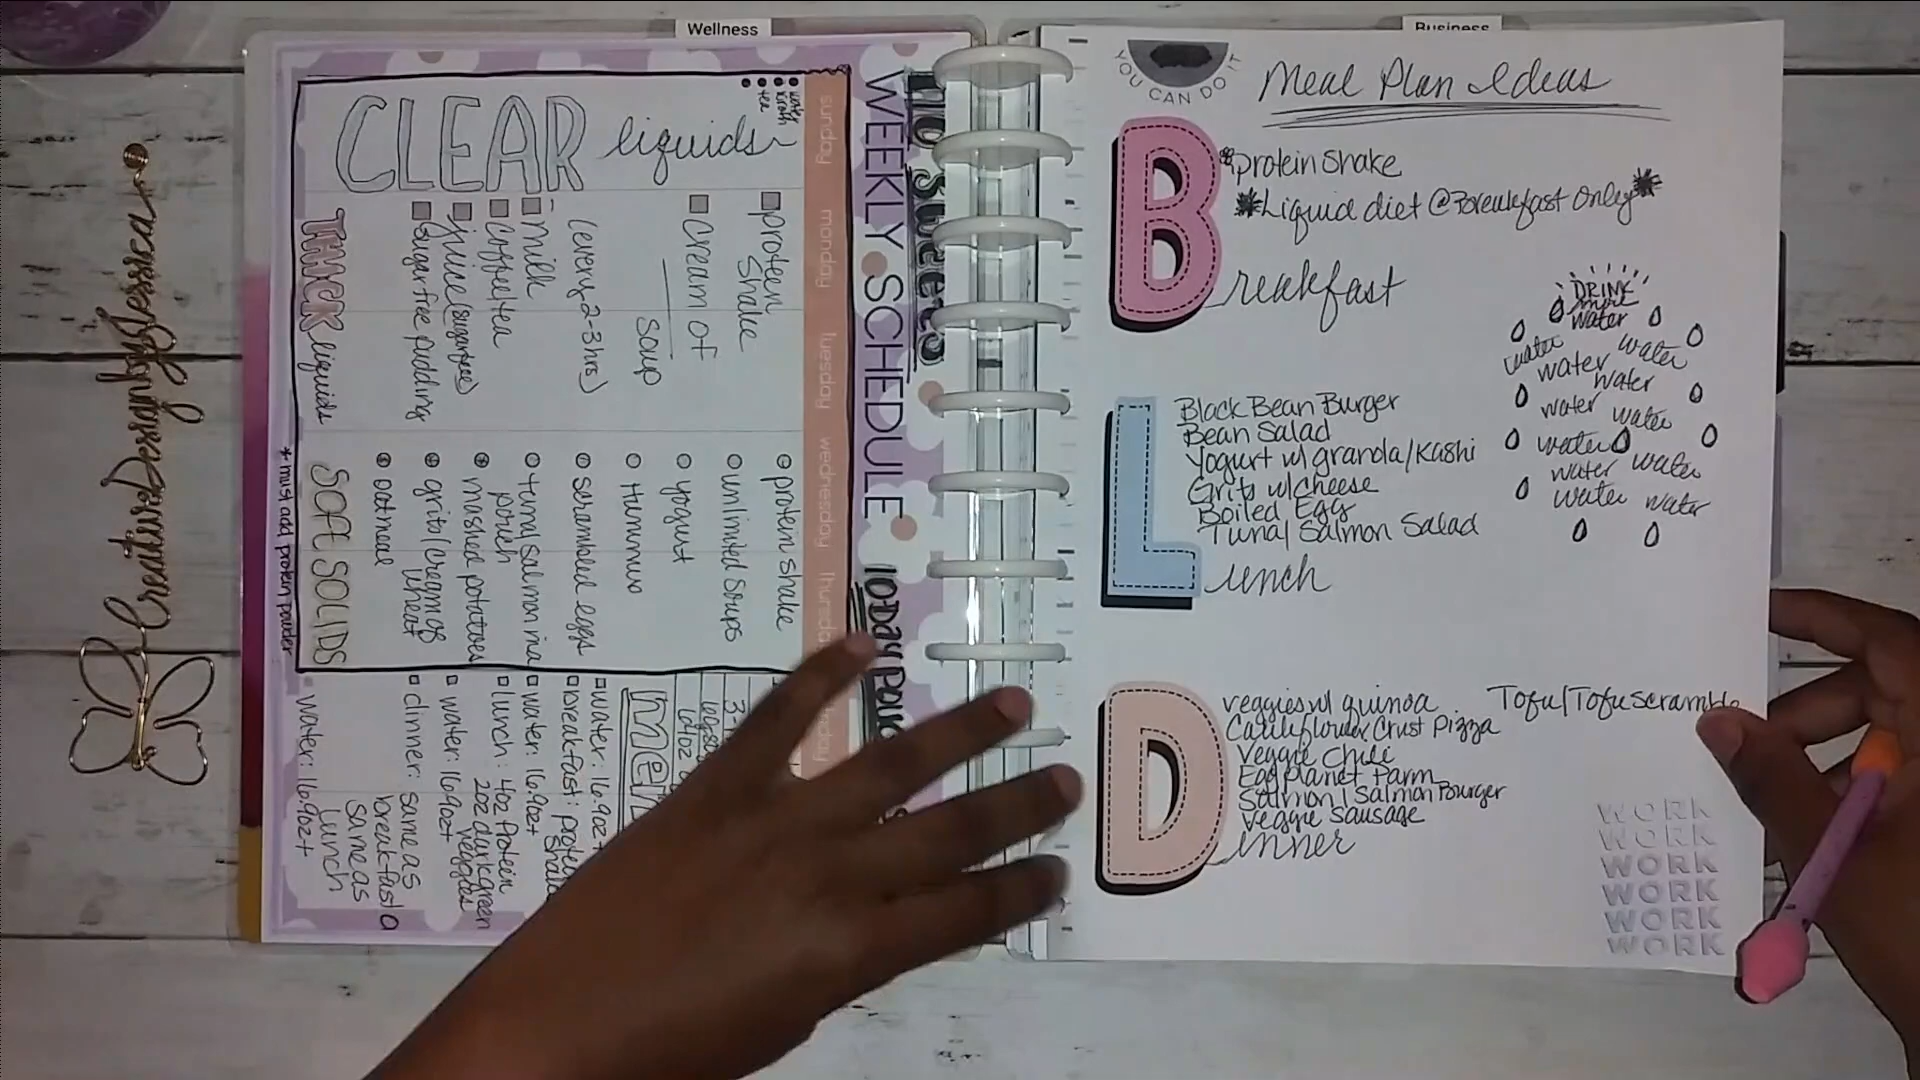 Wellness
Business
CreativeDesignbyJessica
water
broth
tea
CLEAR liquids
THICK liquids
protein
shake
cream of
soup
(every 2-3 hrs)
milk
coffee/tea
juice (sugarfree)
sugar free pudding
SOFT SOLIDS
* must add protein powder
protein shake
unlimited soups
yogurt
Hummus
scrambled eggs
tuna/salmon in a
pouch
mashed potatoes
grits/cream of
wheat
oatmeal
water: 16.9oz+
breakfast: protein
shake
water: 16.9oz+
lunch: 4oz protein
2oz dark green
veggies
water: 16.9oz+
dinner: same as
breakfast o
same as
lunch
water: 16.9oz+
sunday
monday
tuesday
wednesday
thursday
WEEKLY SCHEDULE
No Sweets
10 Day
YOU CAN DO IT
Meal Plan Ideas
protein shake
*Liquid diet @ Breakfast Only*
Breakfast
DRINK
more
water
water
water
water
water
water
water
water
water
water
water
water
Black Bean Burger
Bean Salad
Yogurt w/ granola/Kashi
Grits w/cheese
Boiled Egg
Tuna/Salmon Salad
Lunch
veggies w/ quinoa
Tofu/Tofu Scramble
Cauliflower Crust Pizza
Veggie Chili
Eggplanet Parm
Salmon/Salmon Burger
Veggie Sausage
Dinner
WORK
WORK
WORK
WORK
WORK
WORK